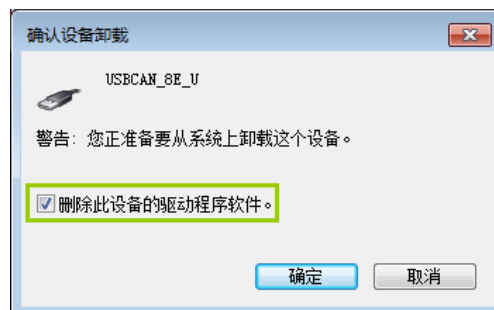 确认设备卸载
USBCAN_8E_U
警告: 您正准备要从系统上卸载这个设备。
删除此设备的驱动程序软件。
确定 取消